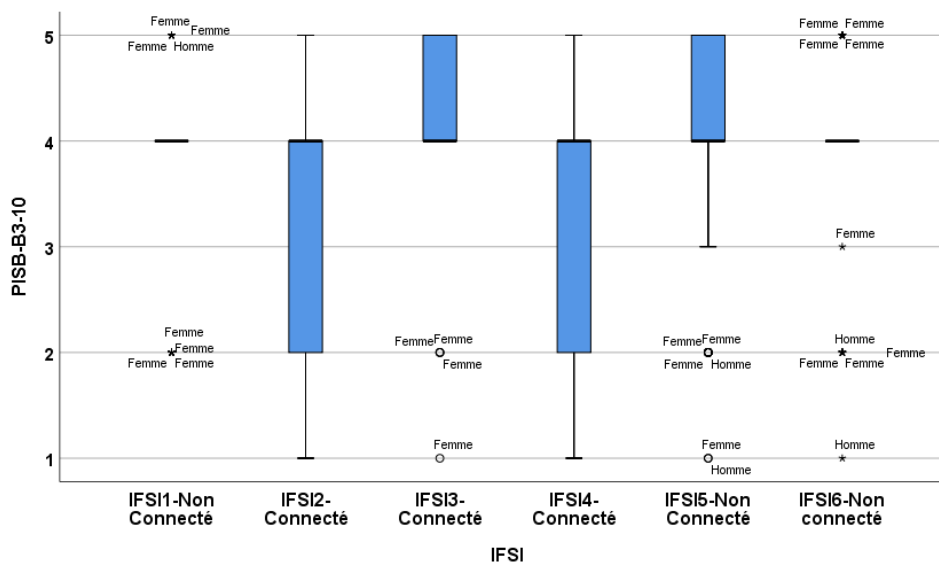 PISB-B3-10
5
4
3
2
1
Femme
Femme
Femme Homme
Femme Femme
Femme Femme
Femme
Femme
Femme
Femme Femme
Femme Femme
Femme
Femme Femme
Femme Homme
Homme
Femme
Femme Femme
Femme
Femme
Homme
Homme
IFSI1-Non
Connecté
IFSI2-
Connecté
IFSI3-
Connecté
IFSI4-
Connecté
IFSI5-Non
Connecté
IFSI6-Non
connecté
IFSI